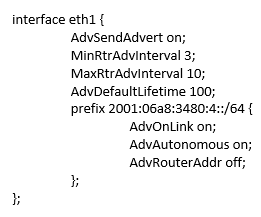 interface eth1 {
AdvSendAdvert on;
MinRtrAdvInterval 3;
MaxRtrAdvInterval 10;
AdvDefaultLifetime 100;
prefix 2001:06a8:3480:4::/64 {
AdvOnLink on;
AdvAutonomous on;
AdvRouterAddr off;
};
};